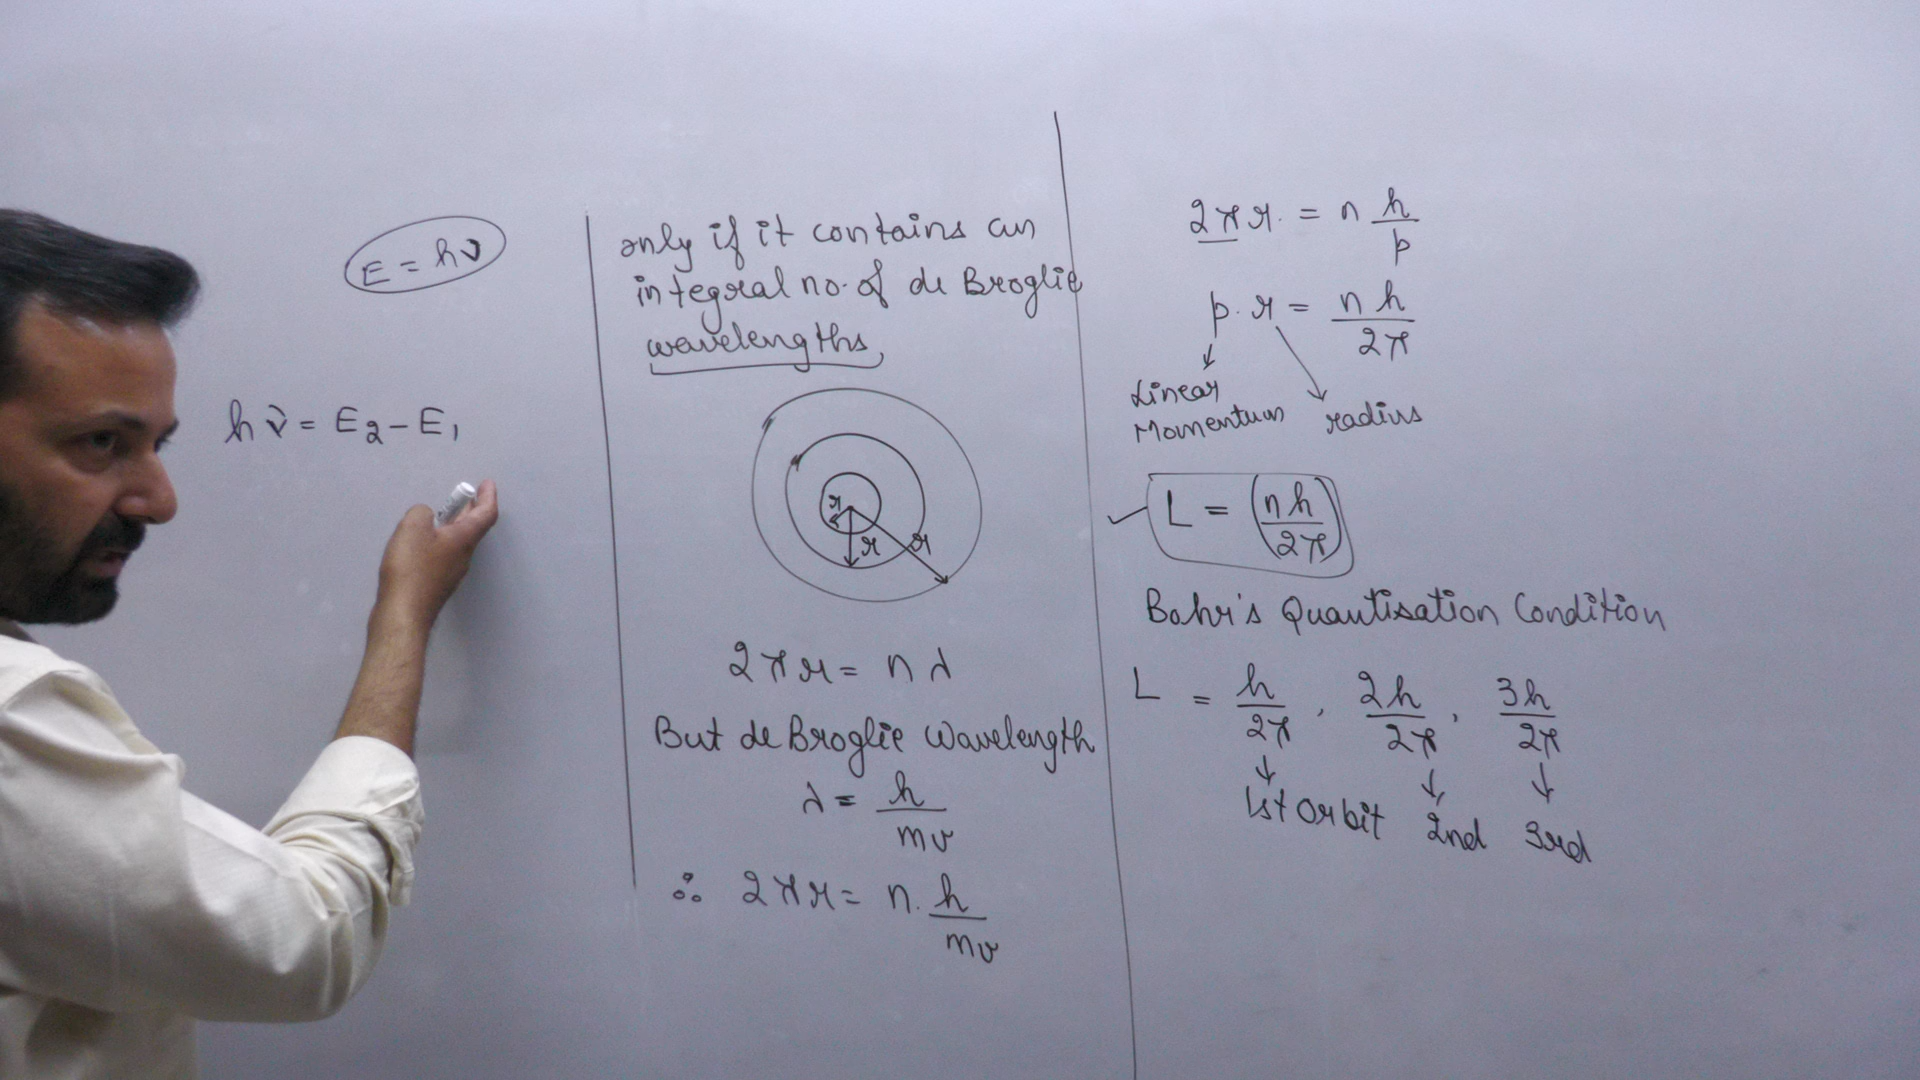 E = hν
hν = E₂ - E₁
only if it contains an
integral no. of de Broglie
wavelengths,
r
r
r
2πr = nλ
But de Broglie Wavelength
λ = h/mv
∴ 2πr = n. h/mv
2πr. = n h/p
p. r = nh/2π
Linear
Momentum
radius
L = (nh/2π)
Bohr's Quantisation Condition
L = h/2π, 2h/2π, 3h/2π
1st Orbit 2nd 3rd